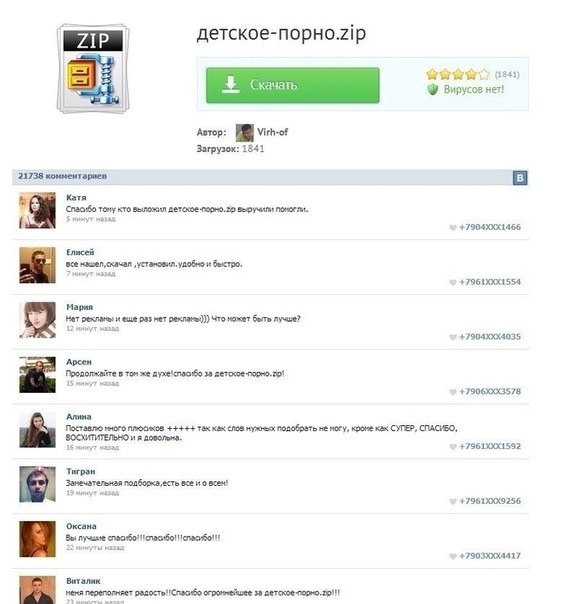 ZIP
детское-порно.zip
Скачать
(1841)
Вирусов нет!
Автор: Virh-of
Загрузок: 1841
21738 комментариев
В
Катя
Спасибо тому кто выложил детское-порно.zip выручили помогли.
5 минут назад
+7904XXX1466
Елисей
все нашел,скачал ,установил.удобно и быстро.
7 минут назад
+7961XXX1554
Мария
Нет рекламы и еще раз нет рекламы))) Что может быть лучше?
12 минут назад
+7904XXX4035
Арсен
Продолжайте в том же духе!спасибо за детское-порно.zip!
15 минут назад
+7906XXX3578
Алина
Поставлю много плюсиков +++++ так как слов нужных подобрать не могу, кроме как СУПЕР, СПАСИБО,
ВОСХИТИТЕЛЬНО и я довольна.
16 минут назад
+7961XXX1592
Тигран
Замечательная подборка,есть все и о всем!
19 минут назад
+7961XXX9256
Оксана
Вы лучшие спасибо!!!спасибо!!!спасибо!!!
22 минуты назад
+7903XXX4417
Виталик
меня переполняет радость!!Спасибо огромнейшее за детское-порно.zip!!!
23 минуты назад